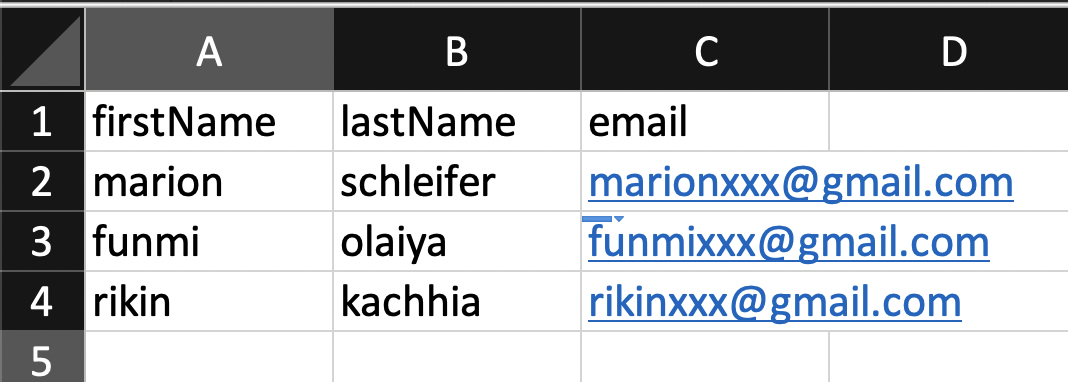 A B C D
1 firstName lastName email
2 marion schleifer marionxxx@gmail.com
3 funmi olaiya funmixxx@gmail.com
4 rikin kachhia rikinxxx@gmail.com
5